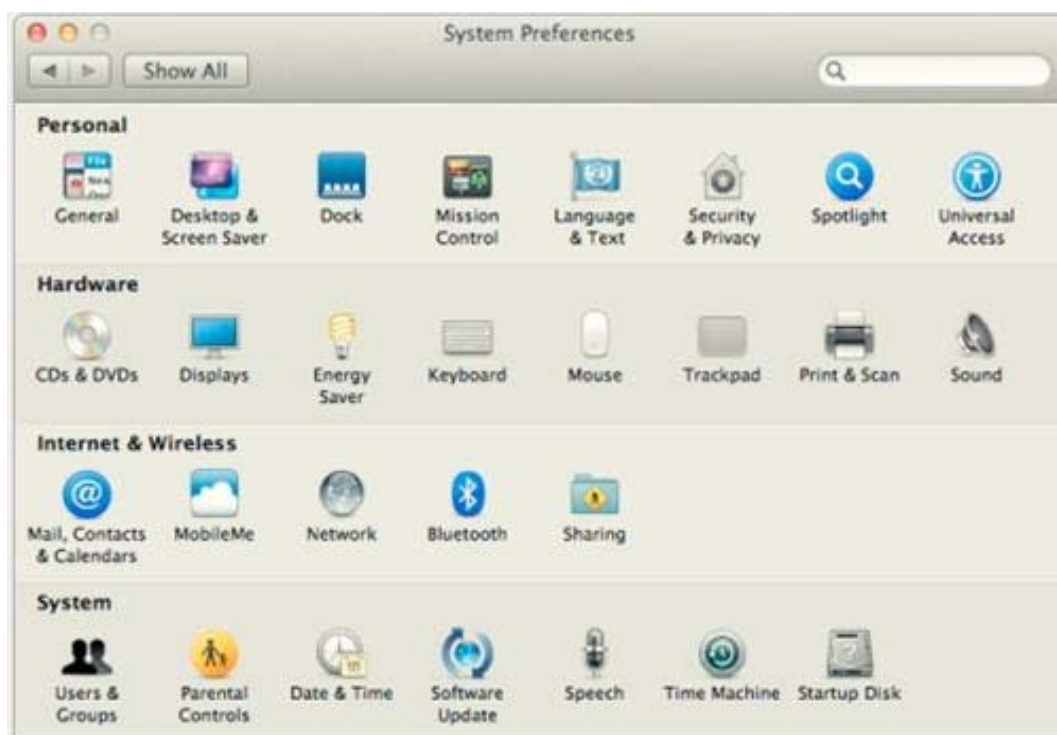 System Preferences
Show All
Personal
General
Desktop &
Screen Saver
Dock
Mission
Control
Language
& Text
Security
& Privacy
Spotlight
Universal
Access
Hardware
CDs & DVDs
Displays
Energy
Saver
Keyboard
Mouse
Trackpad
Print & Scan
Sound
Internet & Wireless
Mail, Contacts
& Calendars
MobileMe
Network
Bluetooth
Sharing
System
Users &
Groups
Parental
Controls
Date & Time
Software
Update
Speech
Time Machine
Startup Disk